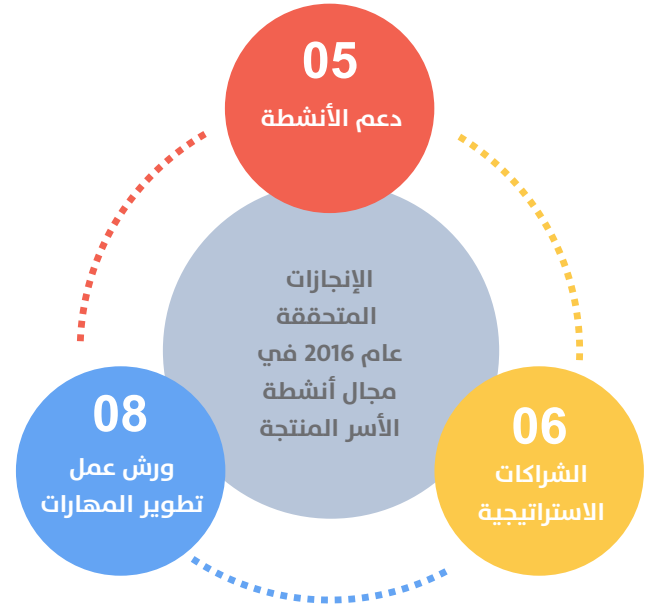 05
دعم الأنشطة
الإنجازات
المتحققة
عام 2016 في
مجال أنشطة
الأسر المنتجة
06
الشراكات
الاستراتيجية
08
ورش عمل
تطوير المهارات